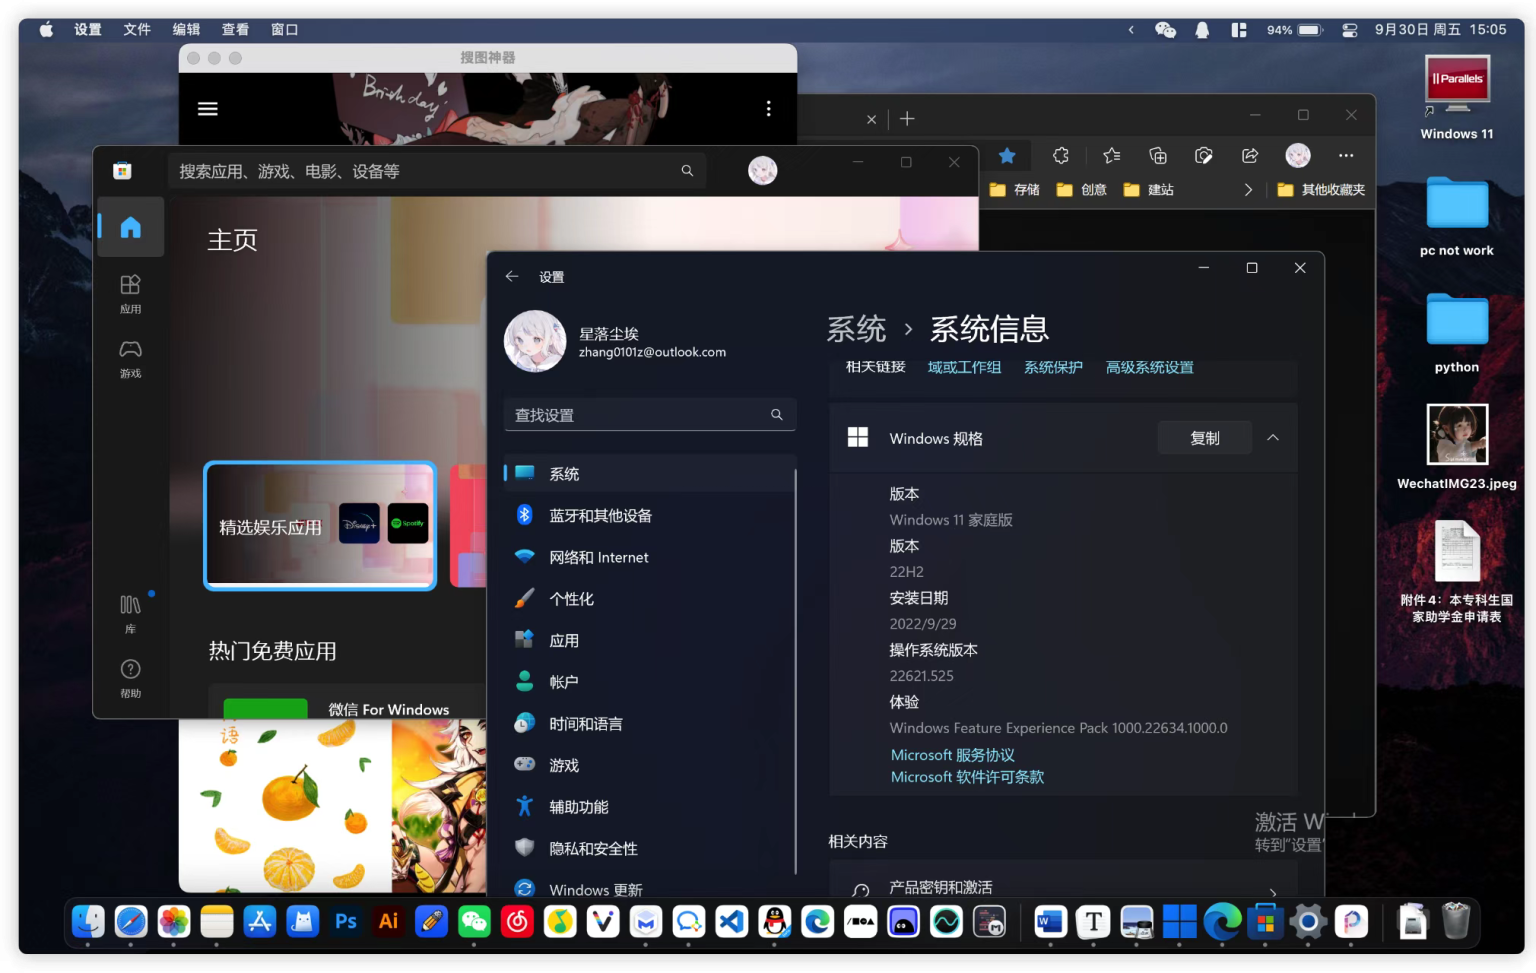 设置 文件 编辑 查看 窗口
94% 9月30日 周五 15:05
搜图神器
Birthday
Parallels
Windows 11
搜索应用、游戏、电影、设备等
存储 创意 建站 其他收藏夹
主页
应用
游戏
库
帮助
精选娱乐应用
Disney+
Spotify
热门免费应用
微信 For Windows
语
设置
星落尘埃
zhang0101z@outlook.com
查找设置
系统
蓝牙和其他设备
网络和 Internet
个性化
应用
帐户
时间和语言
游戏
辅助功能
隐私和安全性
Windows 更新
系统 › 系统信息
相关链接 域或工作组 系统保护 高级系统设置
Windows 规格 复制
版本
Windows 11 家庭版
版本
22H2
安装日期
2022/9/29
操作系统版本
22621.525
体验
Windows Feature Experience Pack 1000.22634.1000.0
Microsoft 服务协议
Microsoft 软件许可条款
相关内容
产品密钥和激活
激活 W
转到"设置"
pc not work
python
WechatIMG23.jpeg
附件4：本专科生国
家助学金申请表
Ps Ai